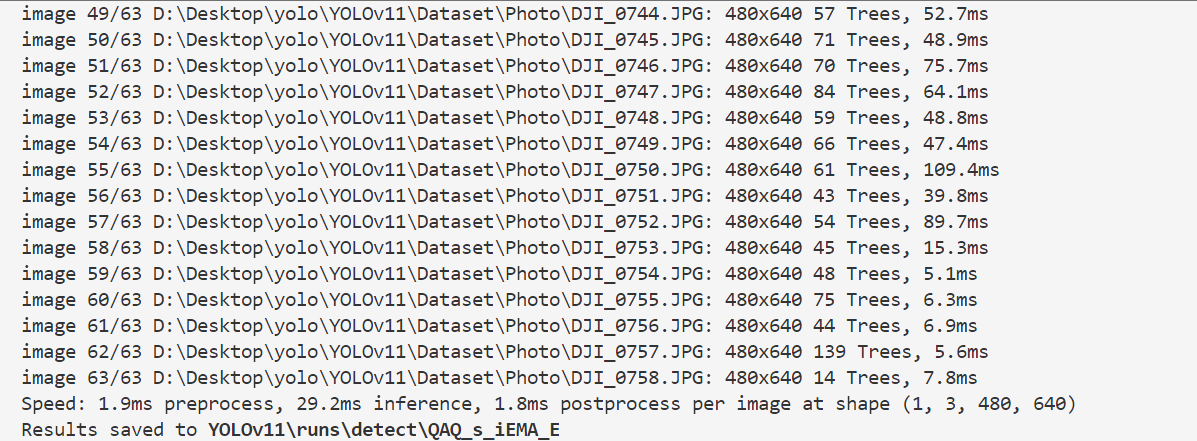 image 49/63 D:\Desktop\yolo\YOLOv11\Dataset\Photo\DJI_0744.JPG: 480x640 57 Trees, 52.7ms
image 50/63 D:\Desktop\yolo\YOLOv11\Dataset\Photo\DJI_0745.JPG: 480x640 71 Trees, 48.9ms
image 51/63 D:\Desktop\yolo\YOLOv11\Dataset\Photo\DJI_0746.JPG: 480x640 70 Trees, 75.7ms
image 52/63 D:\Desktop\yolo\YOLOv11\Dataset\Photo\DJI_0747.JPG: 480x640 84 Trees, 64.1ms
image 53/63 D:\Desktop\yolo\YOLOv11\Dataset\Photo\DJI_0748.JPG: 480x640 59 Trees, 48.8ms
image 54/63 D:\Desktop\yolo\YOLOv11\Dataset\Photo\DJI_0749.JPG: 480x640 66 Trees, 47.4ms
image 55/63 D:\Desktop\yolo\YOLOv11\Dataset\Photo\DJI_0750.JPG: 480x640 61 Trees, 109.4ms
image 56/63 D:\Desktop\yolo\YOLOv11\Dataset\Photo\DJI_0751.JPG: 480x640 43 Trees, 39.8ms
image 57/63 D:\Desktop\yolo\YOLOv11\Dataset\Photo\DJI_0752.JPG: 480x640 54 Trees, 89.7ms
image 58/63 D:\Desktop\yolo\YOLOv11\Dataset\Photo\DJI_0753.JPG: 480x640 45 Trees, 15.3ms
image 59/63 D:\Desktop\yolo\YOLOv11\Dataset\Photo\DJI_0754.JPG: 480x640 48 Trees, 5.1ms
image 60/63 D:\Desktop\yolo\YOLOv11\Dataset\Photo\DJI_0755.JPG: 480x640 75 Trees, 6.3ms
image 61/63 D:\Desktop\yolo\YOLOv11\Dataset\Photo\DJI_0756.JPG: 480x640 44 Trees, 6.9ms
image 62/63 D:\Desktop\yolo\YOLOv11\Dataset\Photo\DJI_0757.JPG: 480x640 139 Trees, 5.6ms
image 63/63 D:\Desktop\yolo\YOLOv11\Dataset\Photo\DJI_0758.JPG: 480x640 14 Trees, 7.8ms
Speed: 1.9ms preprocess, 29.2ms inference, 1.8ms postprocess per image at shape (1, 3, 480, 640)
Results saved to YOLOv11\runs\detect\QAQ_s_iEMA_E